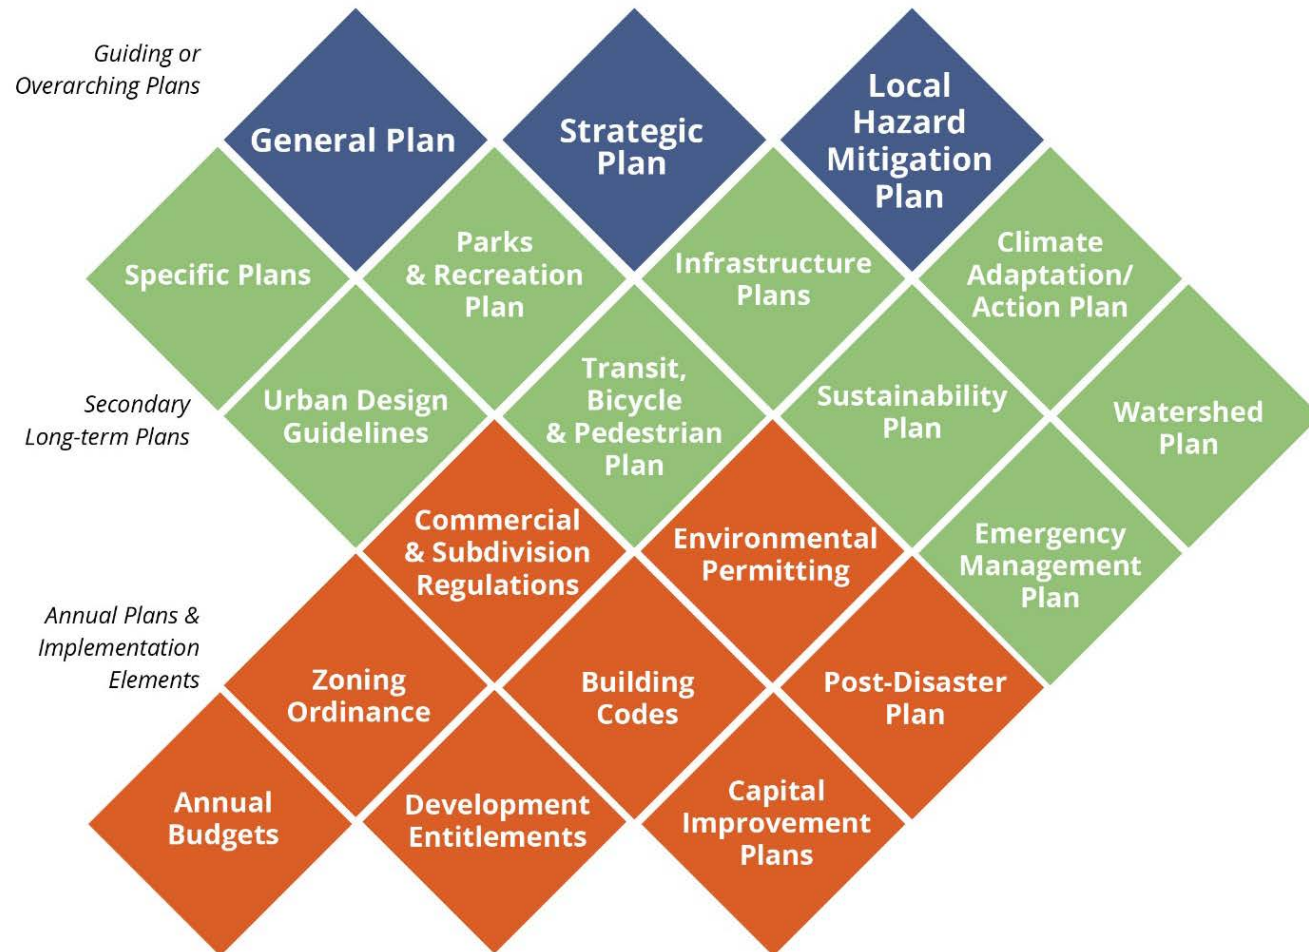 Guiding or
Overarching Plans
General Plan
Strategic
Plan
Local
Hazard
Mitigation
Plan
Specific Plans
Parks
& Recreation
Plan
Infrastructure
Plans
Climate
Adaptation/
Action Plan
Secondary
Long-term Plans
Urban Design
Guidelines
Transit,
Bicycle
& Pedestrian
Plan
Sustainability
Plan
Watershed
Plan
Commercial
& Subdivision
Regulations
Environmental
Permitting
Emergency
Management
Plan
Annual Plans &
Implementation
Elements
Zoning
Ordinance
Building
Codes
Post-Disaster
Plan
Annual
Budgets
Development
Entitlements
Capital
Improvement
Plans